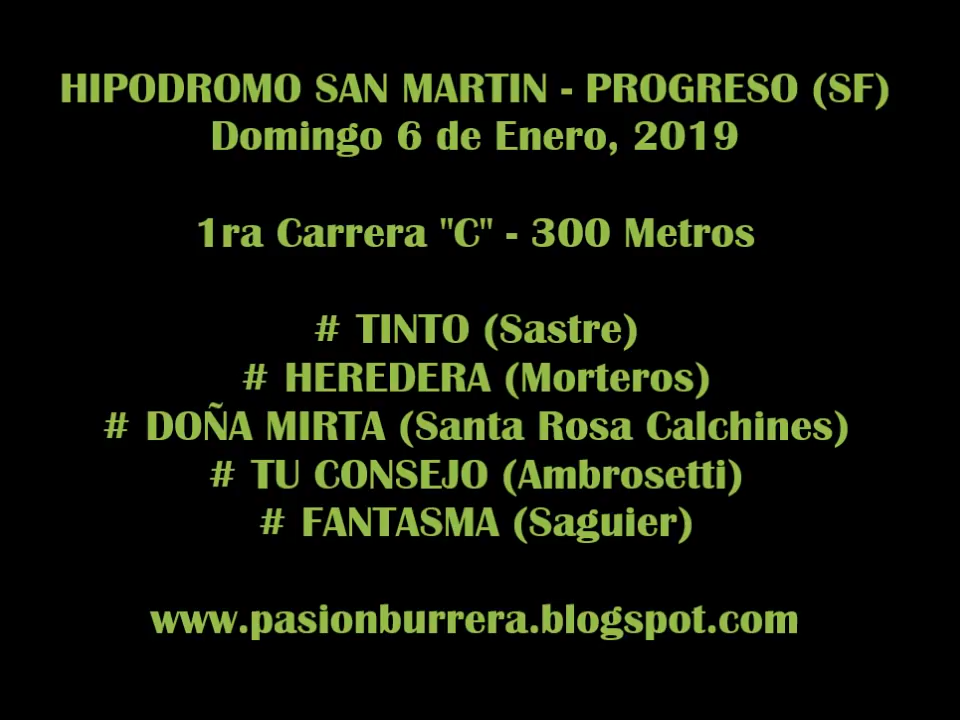 HIPODROMO SAN MARTIN - PROGRESO (SF)
Domingo 6 de Enero, 2019
1ra Carrera "C" - 300 Metros
# TINTO (Sastre)
# HEREDERA (Morteros)
# DOÑA MIRTA (Santa Rosa Calchines)
# TU CONSEJO (Ambrosetti)
# FANTASMA (Saguier)
www.pasionburrera.blogspot.com